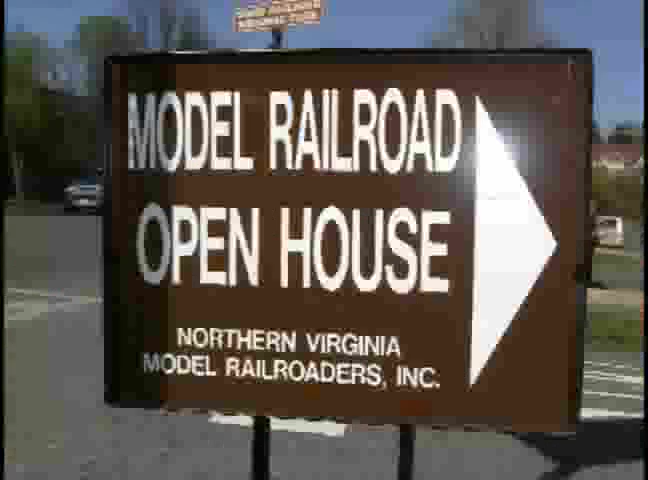 MODEL RAILROAD
OPEN HOUSE
NORTHERN VIRGINIA
MODEL RAILROADERS, INC.